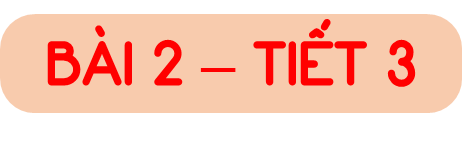 BÀI 2 – TIẾT 3